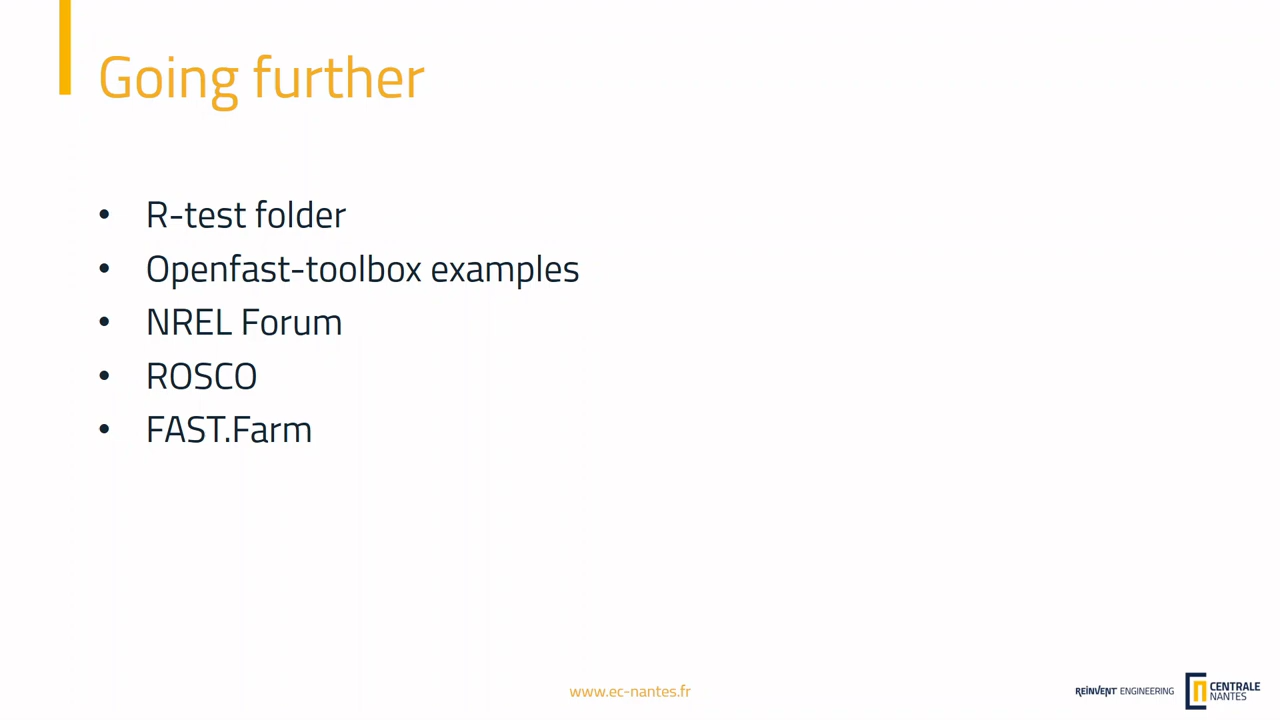 Going further
• R-test folder
• Openfast-toolbox examples
• NREL Forum
• ROSCO
• FAST.Farm
www.ec-nantes.fr
REINVENT ENGINEERING
CENTRALE
NANTES